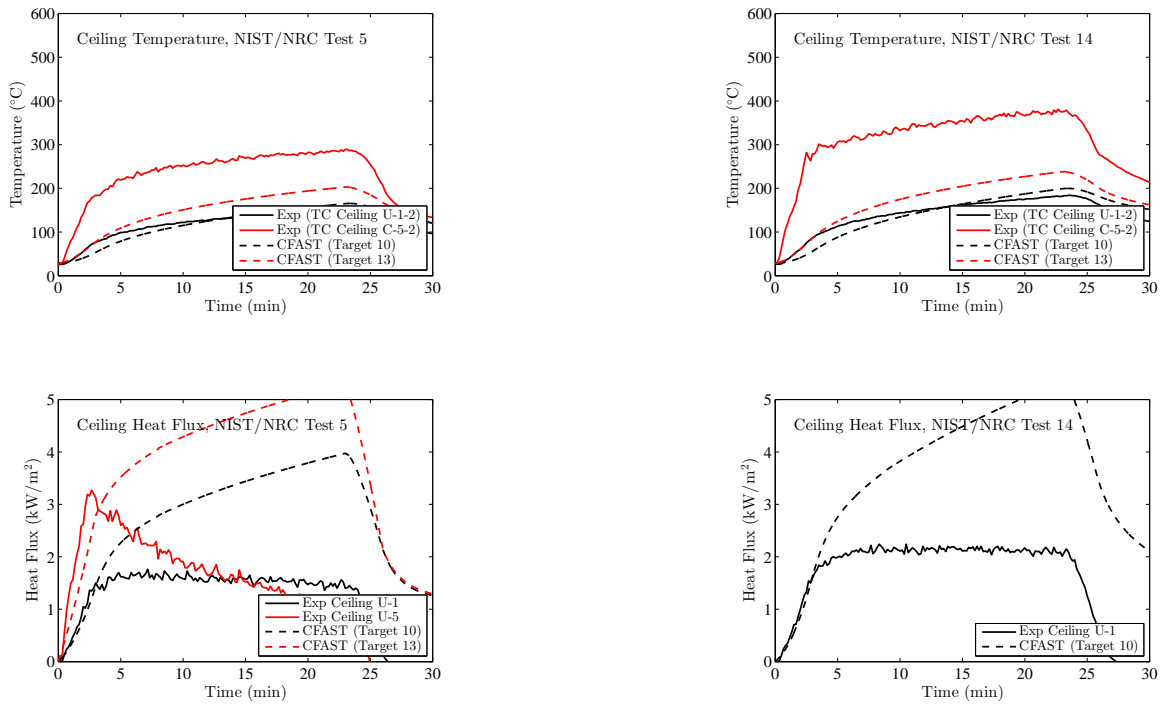 Ceiling Temperature, NIST/NRC Test 5
Temperature (°C)
600
500
400
300
200
100
0
0 5 10 15 20 25 30
Time (min)
Exp (TC Ceiling U-1-2)
Exp (TC Ceiling C-5-2)
CFAST (Target 10)
CFAST (Target 13)
Ceiling Temperature, NIST/NRC Test 14
Temperature (°C)
600
500
400
300
200
100
0
0 5 10 15 20 25 30
Time (min)
Exp (TC Ceiling U-1-2)
Exp (TC Ceiling C-5-2)
CFAST (Target 10)
CFAST (Target 13)
Ceiling Heat Flux, NIST/NRC Test 5
Heat Flux (kW/m²)
5
4
3
2
1
0
0 5 10 15 20 25 30
Time (min)
Exp Ceiling U-1
Exp Ceiling U-5
CFAST (Target 10)
CFAST (Target 13)
Ceiling Heat Flux, NIST/NRC Test 14
Heat Flux (kW/m²)
5
4
3
2
1
0
0 5 10 15 20 25 30
Time (min)
Exp Ceiling U-1
CFAST (Target 10)